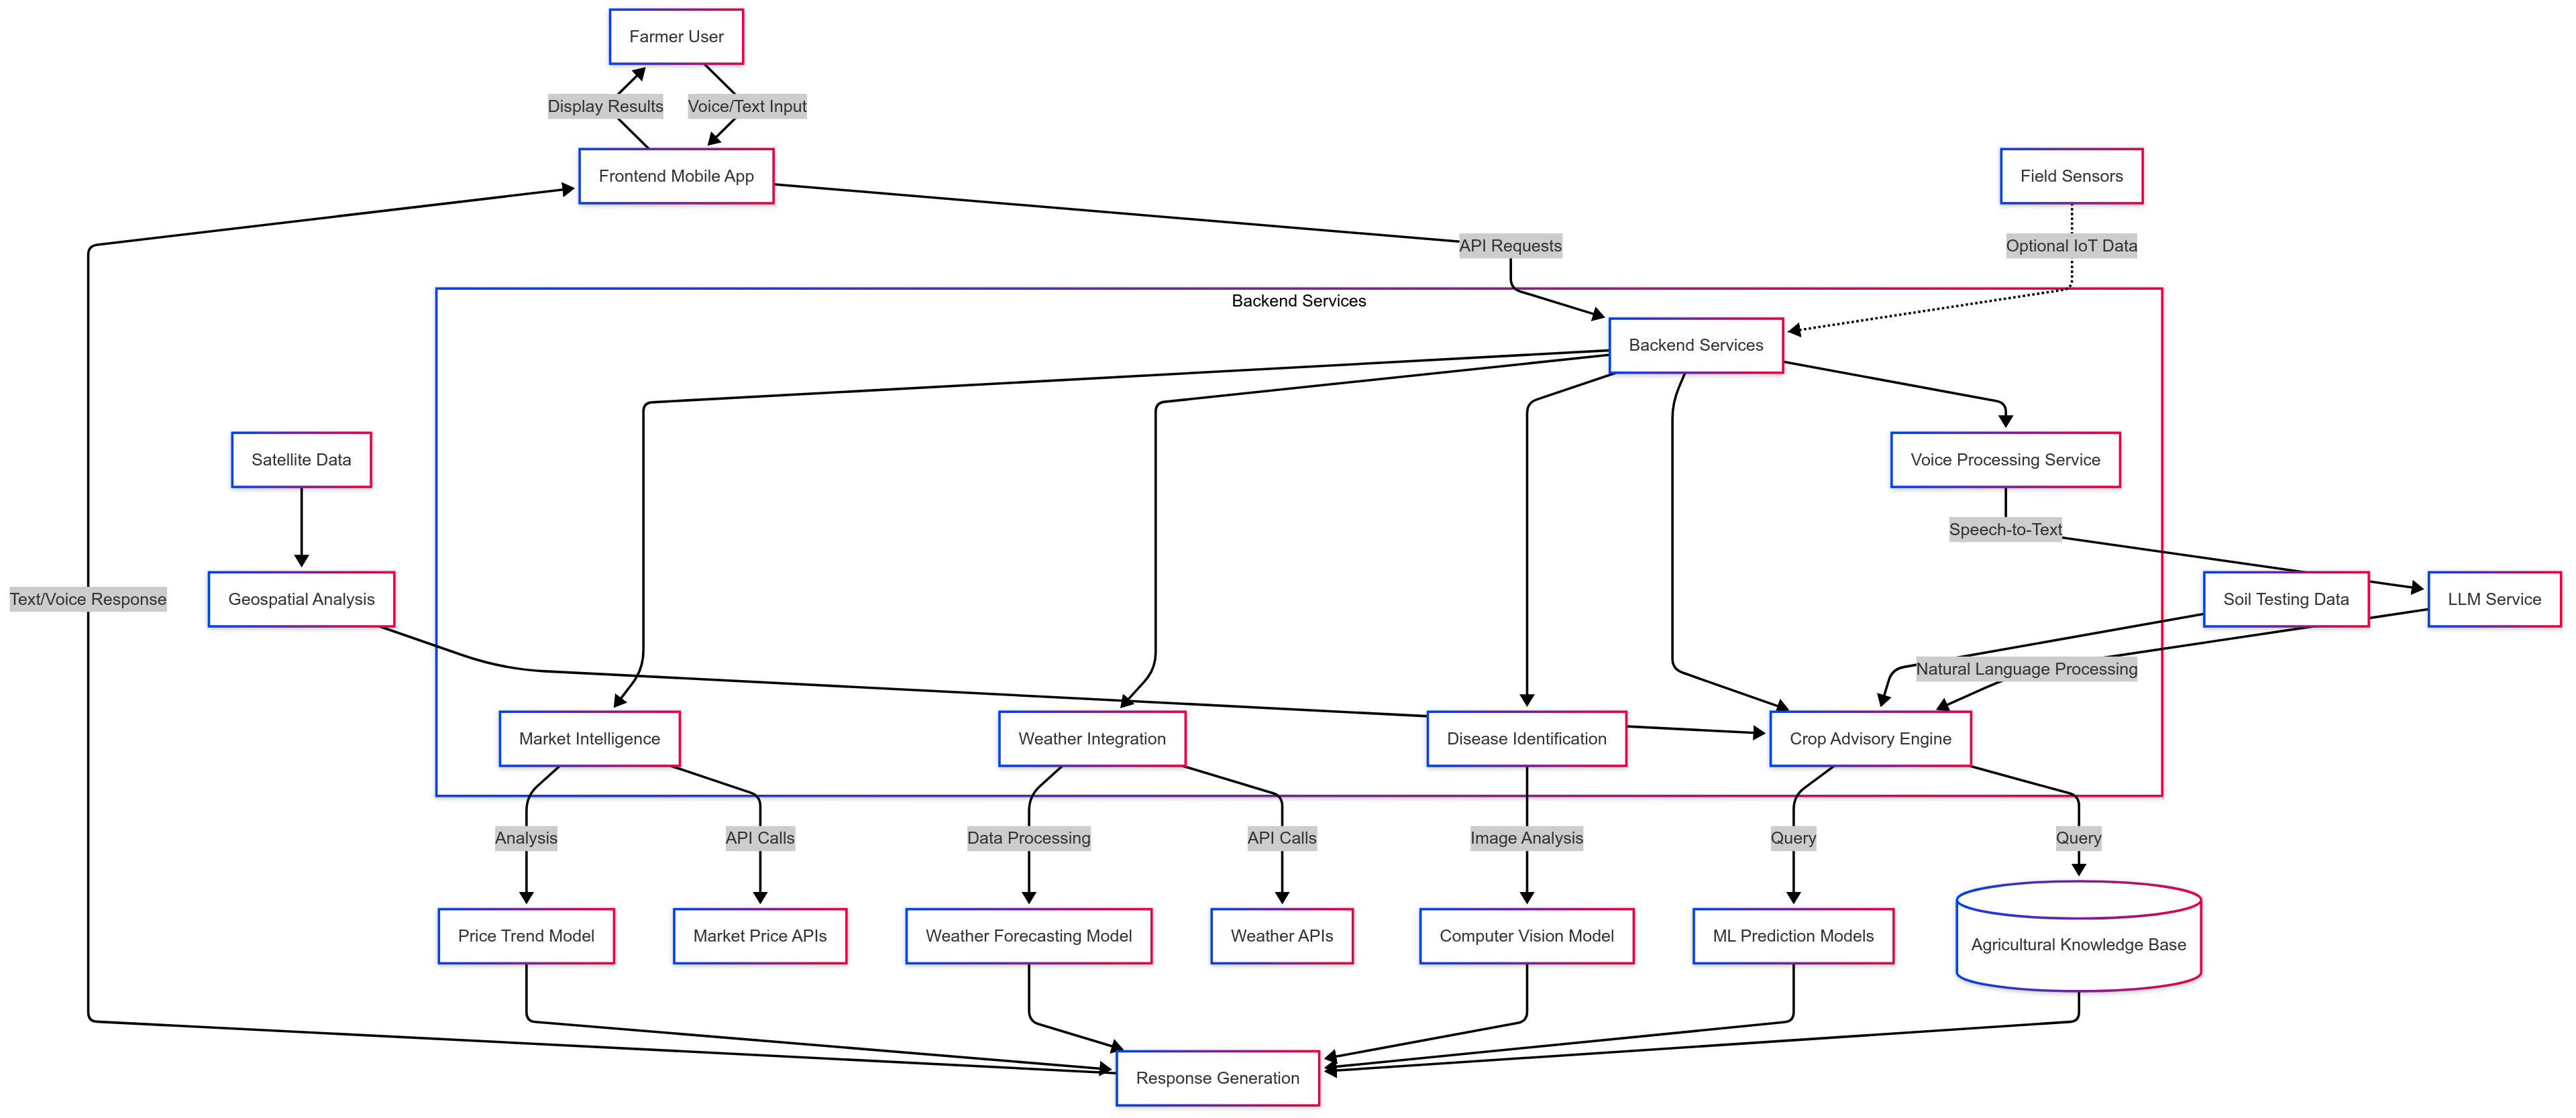 Farmer User
Display Results
Voice/Text Input
Frontend Mobile App
Field Sensors
API Requests
Optional IoT Data
Backend Services
Backend Services
Satellite Data
Voice Processing Service
Speech-to-Text
Text/Voice Response
Geospatial Analysis
Soil Testing Data
LLM Service
Natural Language Processing
Market Intelligence
Weather Integration
Disease Identification
Crop Advisory Engine
Analysis
API Calls
Data Processing
API Calls
Image Analysis
Query
Query
Price Trend Model
Market Price APIs
Weather Forecasting Model
Weather APIs
Computer Vision Model
ML Prediction Models
Agricultural Knowledge Base
Response Generation